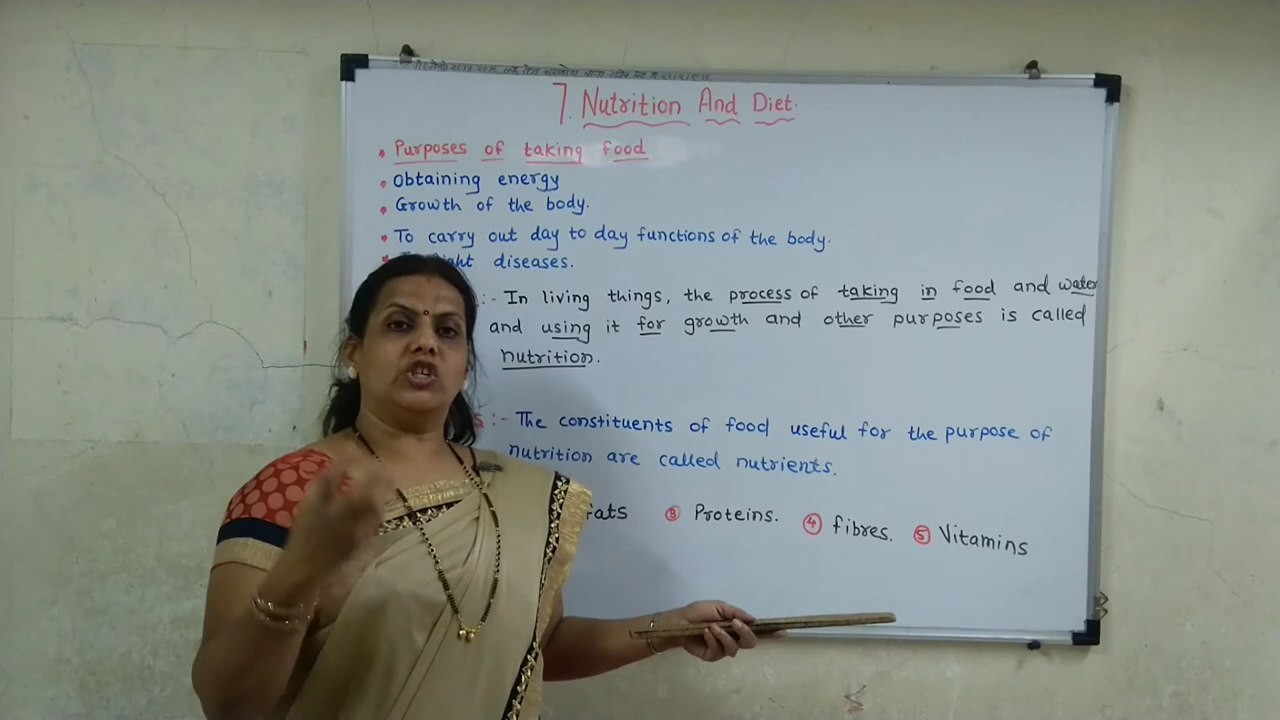 7. Nutrition And Diet.
Purposes of taking food
Obtaining energy
Growth of the body.
To carry out day to day functions of the body.
diseases.
:- In living things, the process of taking in food and water
and using it for growth and other purposes is called
nutrition.
:- The constituents of food useful for the purpose of
nutrition are called nutrients.
fats ③ Proteins. ④ fibres. ⑤ Vitamins